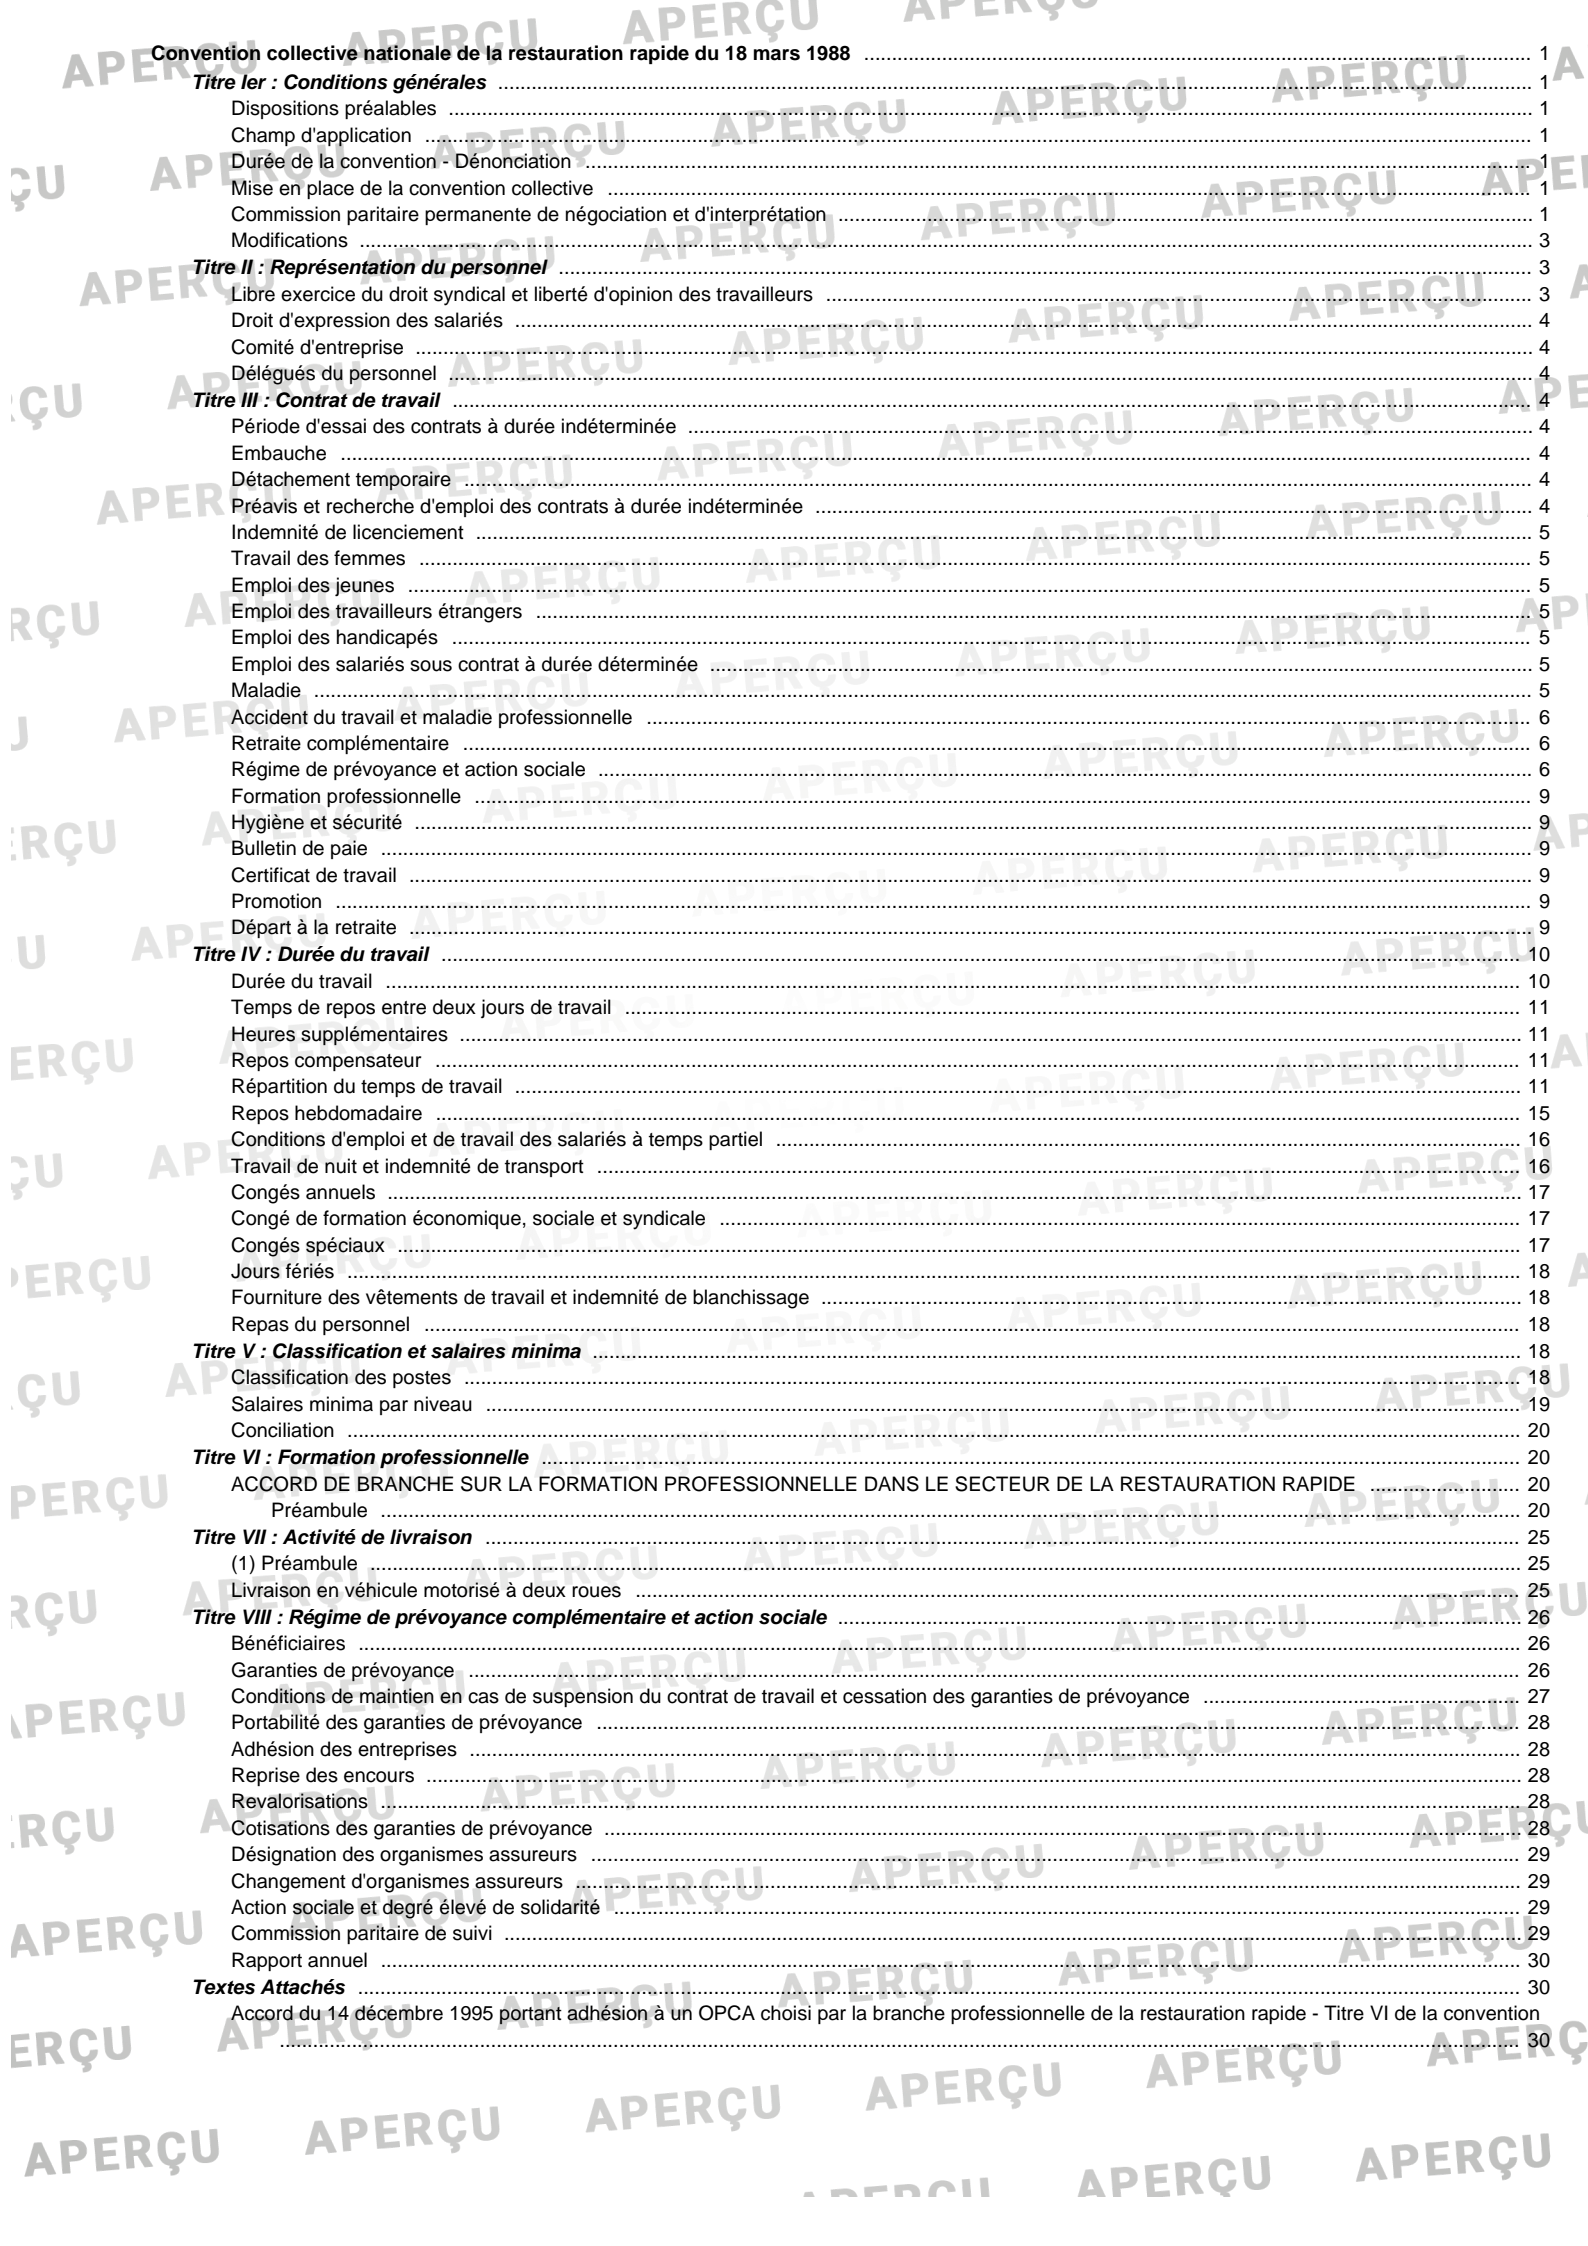 Convention collective nationale de la restauration rapide du 18 mars 1988 1
Titre Ier : Conditions générales 1
Dispositions préalables 1
Champ d'application 1
Durée de la convention - Dénonciation 1
Mise en place de la convention collective 1
Commission paritaire permanente de négociation et d'interprétation 1
Modifications 3
Titre II : Représentation du personnel 3
Libre exercice du droit syndical et liberté d'opinion des travailleurs 3
Droit d'expression des salariés 4
Comité d'entreprise 4
Délégués du personnel 4
Titre III : Contrat de travail 4
Période d'essai des contrats à durée indéterminée 4
Embauche 4
Détachement temporaire 4
Préavis et recherche d'emploi des contrats à durée indéterminée 4
Indemnité de licenciement 5
Travail des femmes 5
Emploi des jeunes 5
Emploi des travailleurs étrangers 5
Emploi des handicapés 5
Emploi des salariés sous contrat à durée déterminée 5
Maladie 5
Accident du travail et maladie professionnelle 6
Retraite complémentaire 6
Régime de prévoyance et action sociale 6
Formation professionnelle 9
Hygiène et sécurité 9
Bulletin de paie 9
Certificat de travail 9
Promotion 9
Départ à la retraite 9
Titre IV : Durée du travail 10
Durée du travail 10
Temps de repos entre deux jours de travail 11
Heures supplémentaires 11
Repos compensateur 11
Répartition du temps de travail 11
Repos hebdomadaire 15
Conditions d'emploi et de travail des salariés à temps partiel 16
Travail de nuit et indemnité de transport 16
Congés annuels 17
Congé de formation économique, sociale et syndicale 17
Congés spéciaux 17
Jours fériés 18
Fourniture des vêtements de travail et indemnité de blanchissage 18
Repas du personnel 18
Titre V : Classification et salaires minima 18
Classification des postes 18
Salaires minima par niveau 19
Conciliation 20
Titre VI : Formation professionnelle 20
ACCORD DE BRANCHE SUR LA FORMATION PROFESSIONNELLE DANS LE SECTEUR DE LA RESTAURATION RAPIDE 20
Préambule 20
Titre VII : Activité de livraison 25
(1) Préambule 25
Livraison en véhicule motorisé à deux roues 25
Titre VIII : Régime de prévoyance complémentaire et action sociale 26
Bénéficiaires 26
Garanties de prévoyance 26
Conditions de maintien en cas de suspension du contrat de travail et cessation des garanties de prévoyance 27
Portabilité des garanties de prévoyance 28
Adhésion des entreprises 28
Reprise des encours 28
Revalorisations 28
Cotisations des garanties de prévoyance 28
Désignation des organismes assureurs 29
Changement d'organismes assureurs 29
Action sociale et degré élevé de solidarité 29
Commission paritaire de suivi 29
Rapport annuel 30
Textes Attachés 30
Accord du 14 décembre 1995 portant adhésion à un OPCA choisi par la branche professionnelle de la restauration rapide - Titre VI de la convention
30
APERÇU